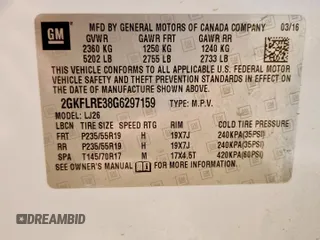 GM
MFD BY GENERAL MOTORS OF CANADA COMPANY 03/16
GVWR GAWR FRT GAWR RR
2360 KG 1250 KG 1240 KG
5202 LB 2755 LB 2733 LB
THIS VEHICLE CONFORMS TO ALL APPLICABLE U.S. FEDERAL MOTOR
VEHICLE SAFETY AND THEFT PREVENTION STANDARDS IN EFFECT ON
THE DATE OF MANUFACTURE SHOWN ABOVE.
2GKFLRE38G6297159 TYPE: M.P.V.
MODEL: LJ26
LBCN TIRE SIZE SPEED RTG RIM COLD TIRE PRESSURE
FRT P235/55R19 H 19X7J 240KPA(35PSI)
RR P235/55R19 H 19X7J 240KPA(35PSI)
SPA T145/70R17 M 17X4.5T 420KPA(60PSI)
SEE OWNER'S MANUAL FOR ADDITIONAL INFORMATION.
DREAMBID